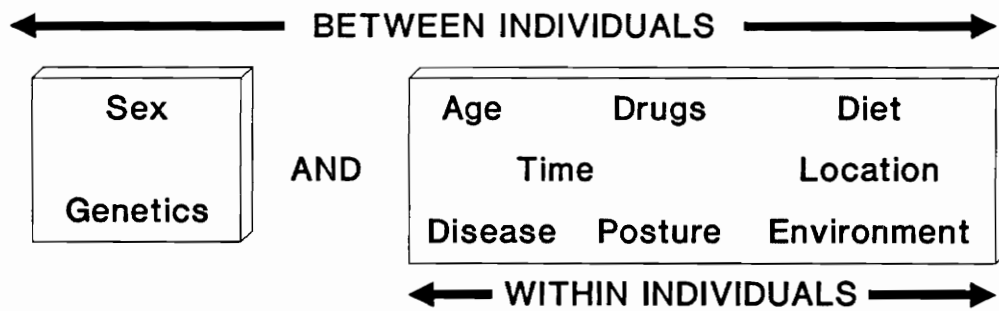 BETWEEN INDIVIDUALS
Sex
Genetics
AND
Age Drugs Diet
Time Location
Disease Posture Environment
WITHIN INDIVIDUALS